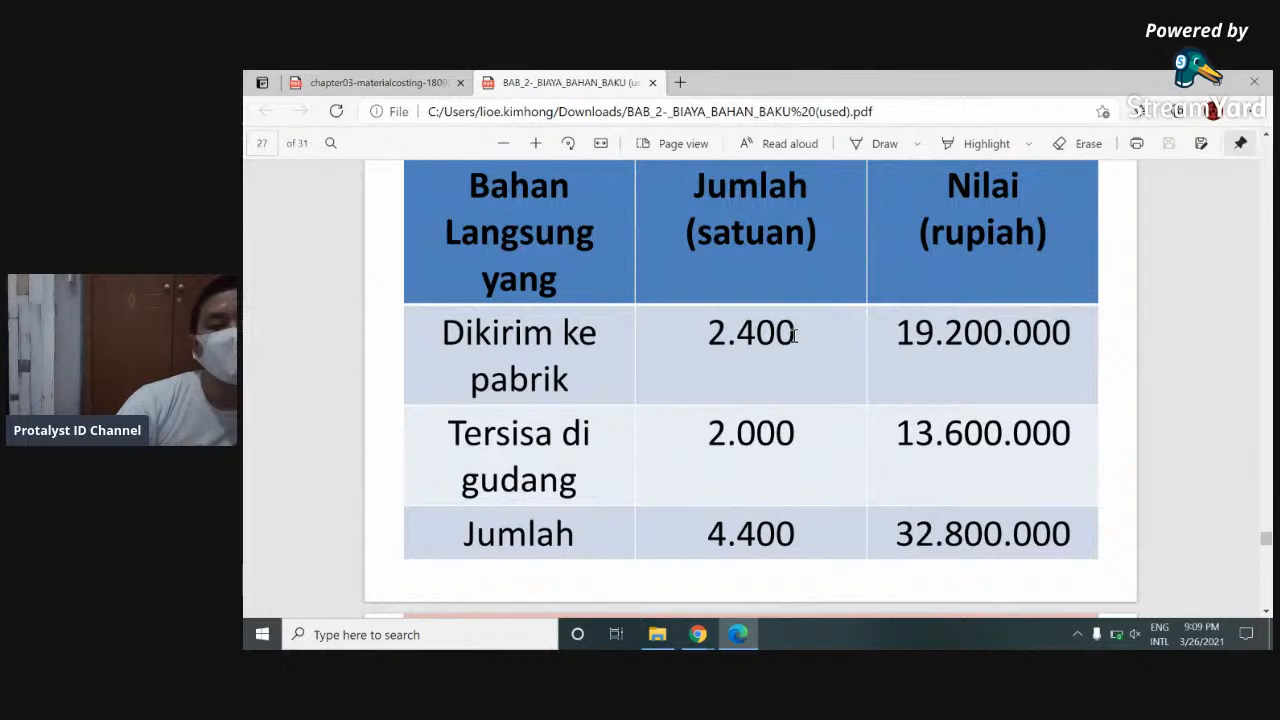 Powered by
StreamYard
chapter03-materialcosting-1809
BAB_2-_BIAYA_BAHAN_BAKU (us
File
C:/Users/lioe.kimhong/Downloads/BAB_2-_BIAYA_BAHAN_BAKU%20(used).pdf
27 of 31
Page view
Read aloud
Draw
Highlight
Erase
Bahan Jumlah Nilai
Langsung (satuan) (rupiah)
yang
Dikirim ke 2.400 19.200.000
pabrik
Tersisa di 2.000 13.600.000
gudang
Jumlah 4.400 32.800.000
Protalyst ID Channel
Type here to search
ENG 9:09 PM
INTL 3/26/2021